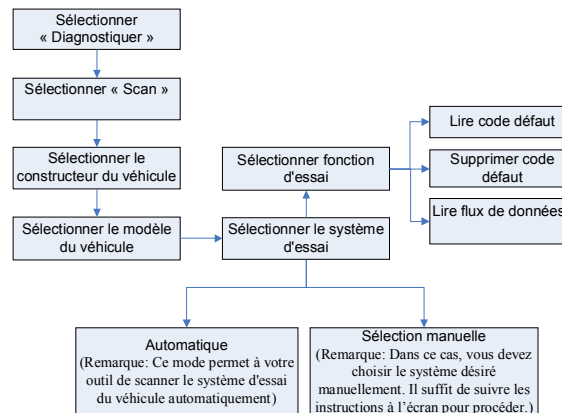 Sélectionner
« Diagnostiquer »
Sélectionner « Scan »
Sélectionner le
constructeur du véhicule
Sélectionner le modèle
du véhicule
Sélectionner fonction
d'essai
Sélectionner le système
d'essai
Lire code défaut
Supprimer code
défaut
Lire flux de données
Automatique
(Remarque: Ce mode permet à votre
outil de scanner le système d'essai
du véhicule automatiquement)
Sélection manuelle
(Remarque: Dans ce cas, vous devez
choisir le système désiré
manuellement. Il suffit de suivre les
instructions à l’écran pour procéder.)